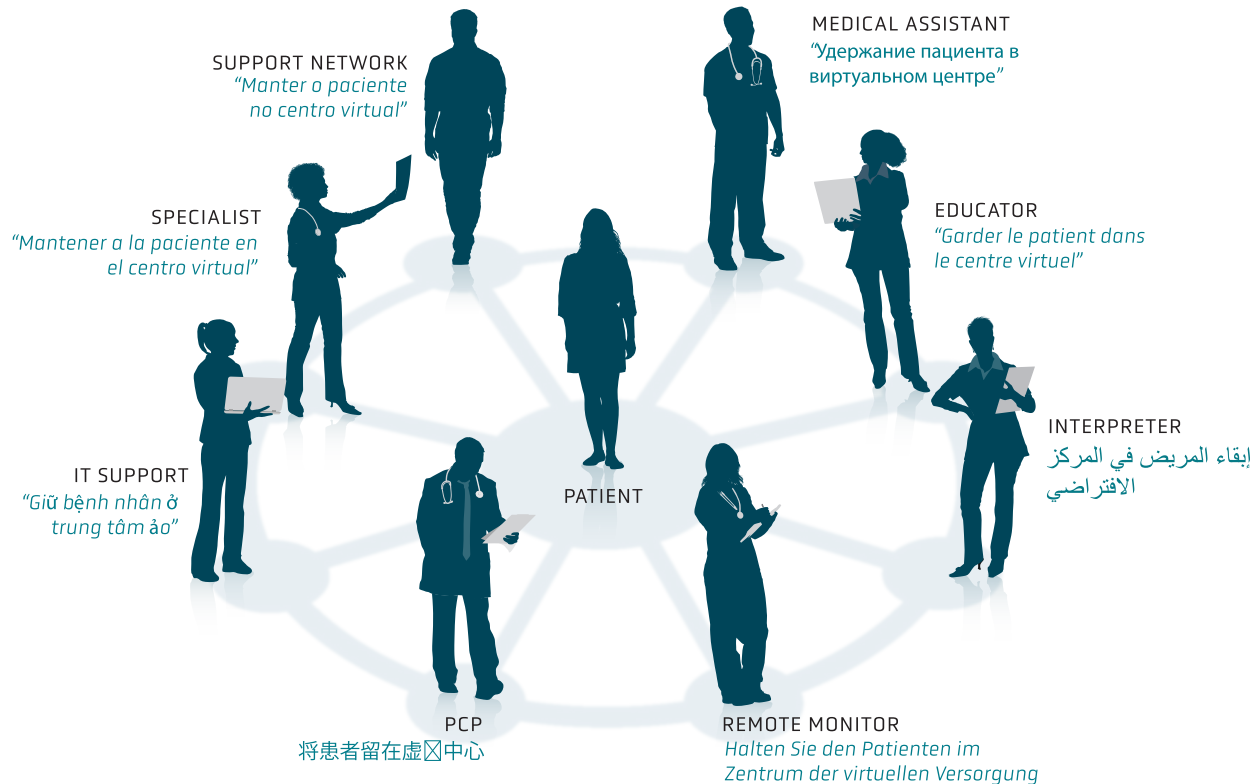 SUPPORT NETWORK
“Manter o paciente
no centro virtual”
MEDICAL ASSISTANT
“Удержание пациента в
виртуальном центре”
SPECIALIST
“Mantener a la paciente en
el centro virtual”
EDUCATOR
“Garder le patient dans
le centre virtuel”
IT SUPPORT
“Giữ bệnh nhân ở
trung tâm ảo”
PATIENT
INTERPRETER
إبقاء المريض في المركز
الافتراضي
PCP
将患者留在虚中心
REMOTE MONITOR
Halten Sie den Patienten im
Zentrum der virtuellen Versorgung